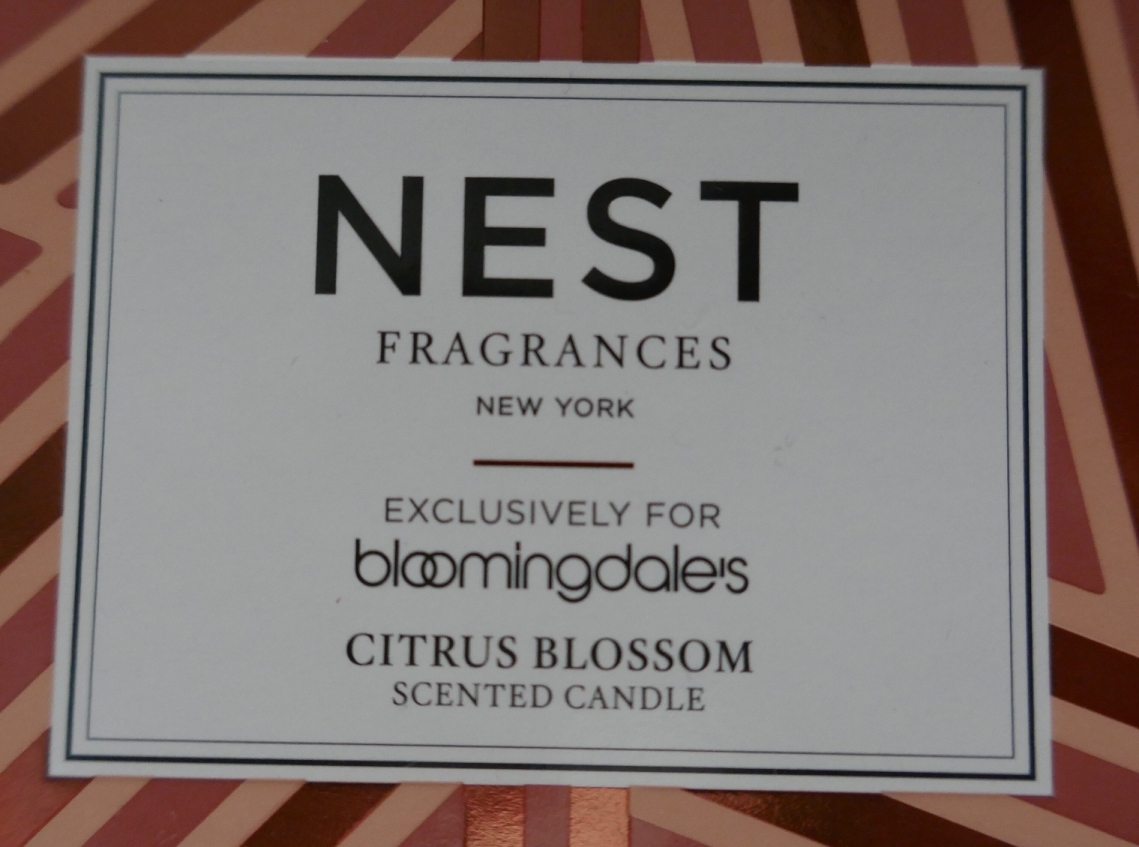 NEST
FRAGRANCES
NEW YORK
EXCLUSIVELY FOR
bloomingdale's
CITRUS BLOSSOM
SCENTED CANDLE